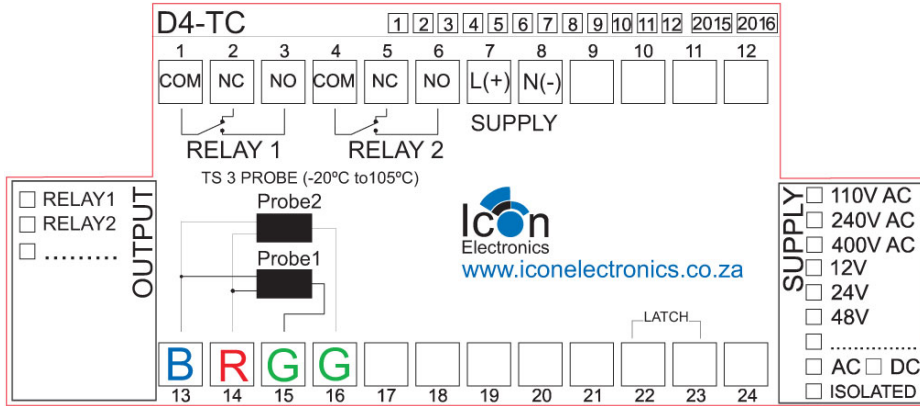 D4-TC
1 2 3 4 5 6 7 8 9 10 11 12 2015 2016
1 2 3 4 5 6 7 8 9 10 11 12
COM NC NO COM NC NO L(+) N(-)
SUPPLY
RELAY 1 RELAY 2
TS 3 PROBE (-20°C to105°C)
Probe2
Probe1
Icon
Electronics
www.iconelectronics.co.za
OUTPUT
RELAY1
RELAY2
.........
SUPPLY
110V AC
240V AC
400V AC
12V
24V
48V
..............
AC DC
ISOLATED
LATCH
B R G G
13 14 15 16 17 18 19 20 21 22 23 24